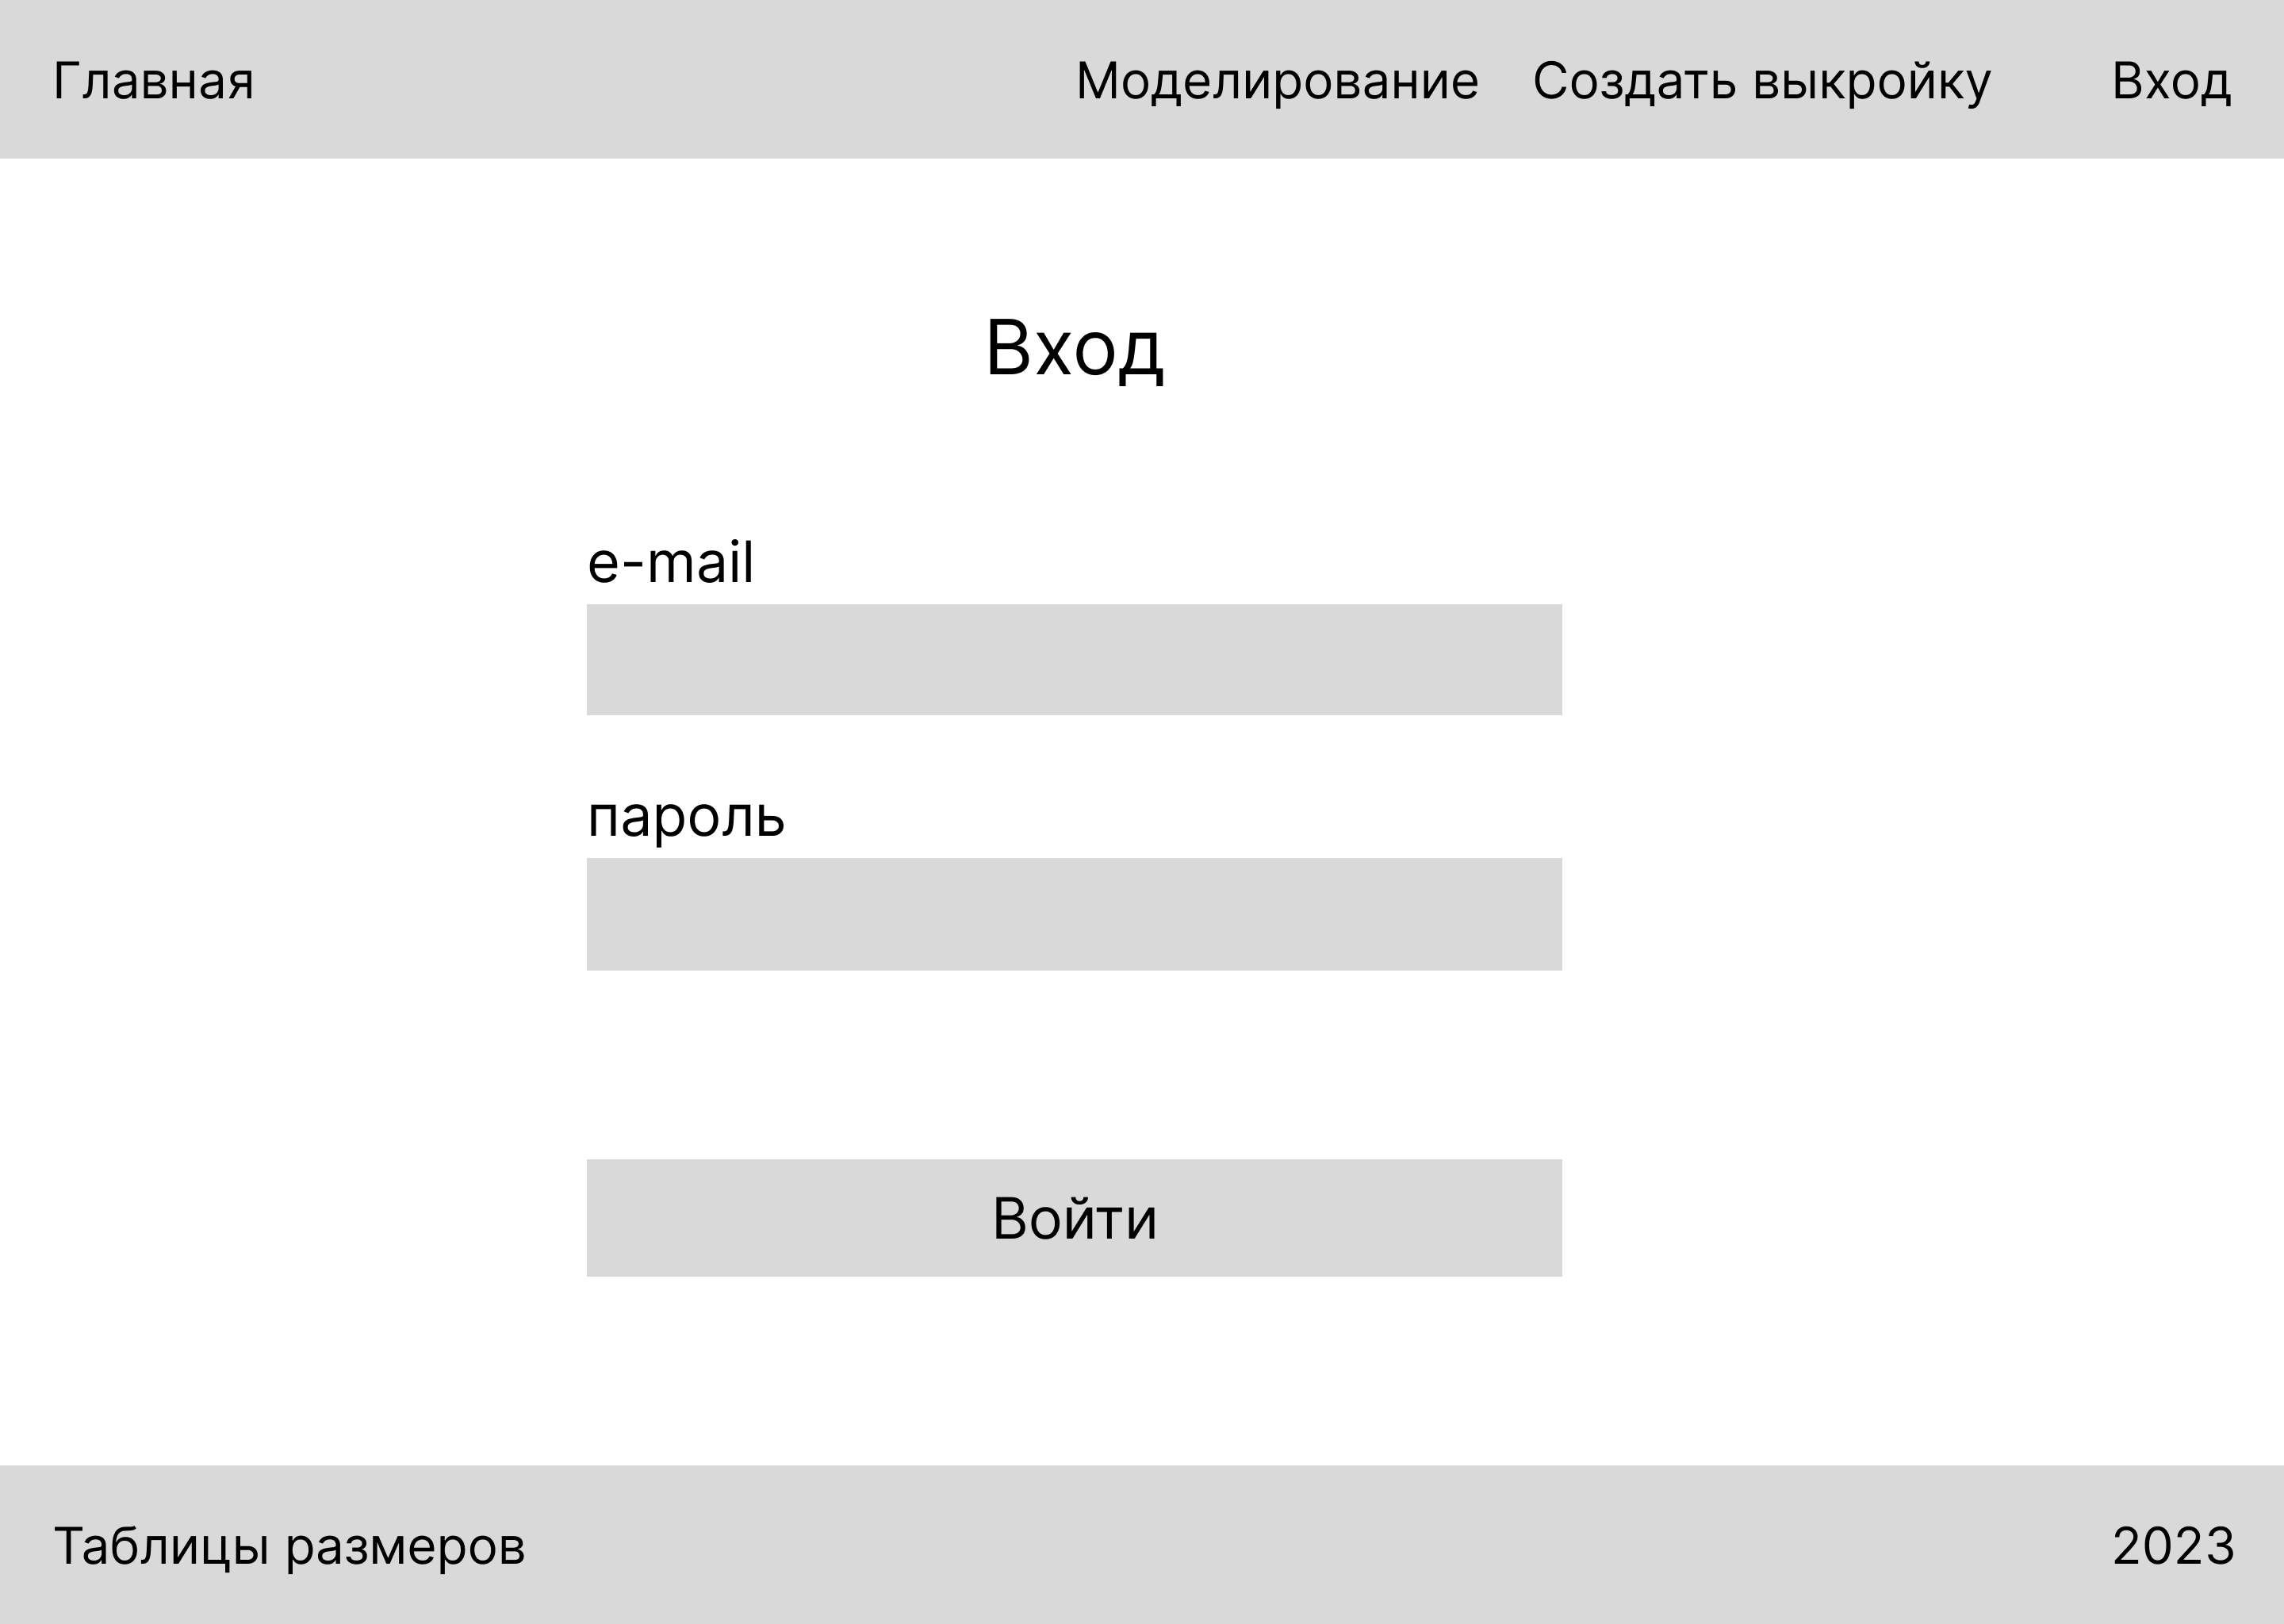 Главная Моделирование Создать выкройку Вход
Вход
e-mail
пароль
Войти
Таблицы размеров 2023